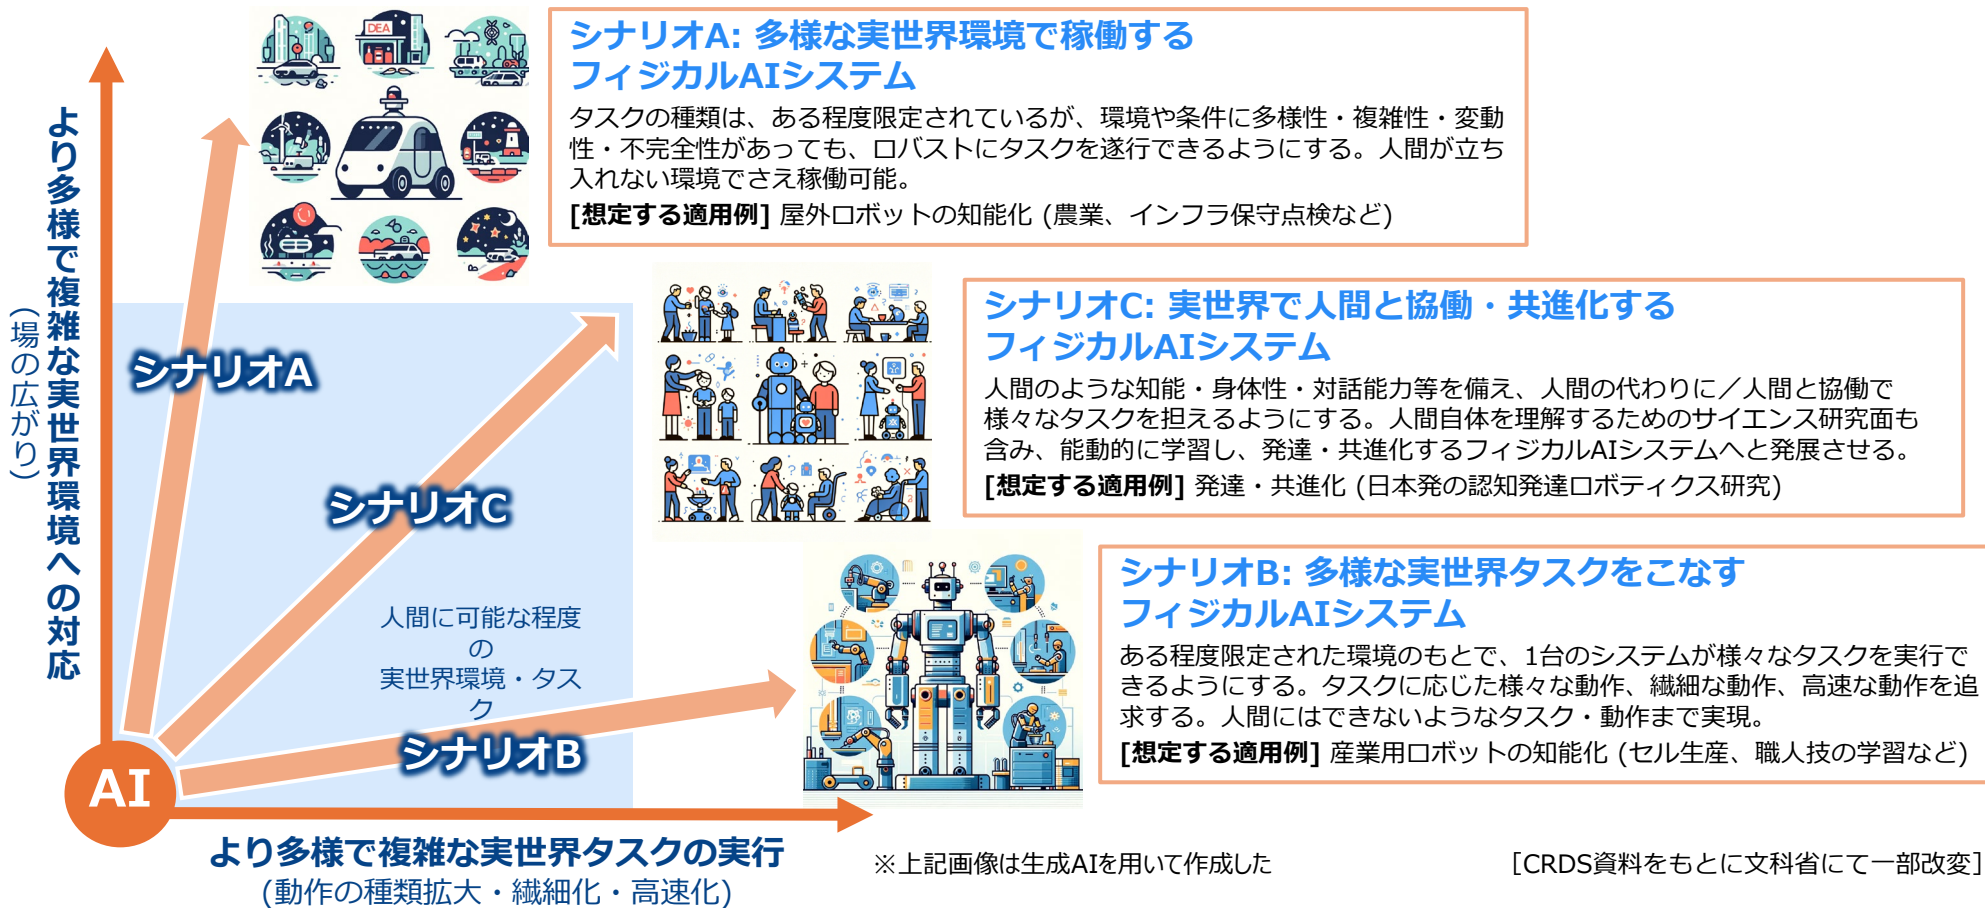 シナリオA: 多様な実世界環境で稼働する
フィジカルAIシステム
タスクの種類は、ある程度限定されているが、環境や条件に多様性・複雑性・変動
性・不完全性があっても、ロバストにタスクを遂行できるようにする。人間が立ち
入れない環境でさえ稼働可能。
[想定する適用例] 屋外ロボットの知能化 (農業、インフラ保守点検など)
DEA
より多様で複雑な実世界環境への対応
(場の広がり)
シナリオA
シナリオC
シナリオC: 実世界で人間と協働・共進化する
フィジカルAIシステム
人間のような知能・身体性・対話能力等を備え、人間の代わりに／人間と協働で
様々なタスクを担えるようにする。人間自体を理解するためのサイエンス研究面も
含み、能動的に学習し、発達・共進化するフィジカルAIシステムへと発展させる。
[想定する適用例] 発達・共進化 (日本発の認知発達ロボティクス研究)
人間に可能な程度
の
実世界環境・タス
ク
シナリオB
シナリオB: 多様な実世界タスクをこなす
フィジカルAIシステム
ある程度限定された環境のもとで、1台のシステムが様々なタスクを実行で
きるようにする。タスクに応じた様々な動作、繊細な動作、高速な動作を追
求する。人間にはできないようなタスク・動作まで実現。
[想定する適用例] 産業用ロボットの知能化 (セル生産、職人技の学習など)
AI
より多様で複雑な実世界タスクの実行
(動作の種類拡大・繊細化・高速化)
※上記画像は生成AIを用いて作成した
[CRDS資料をもとに文科省にて一部改変]